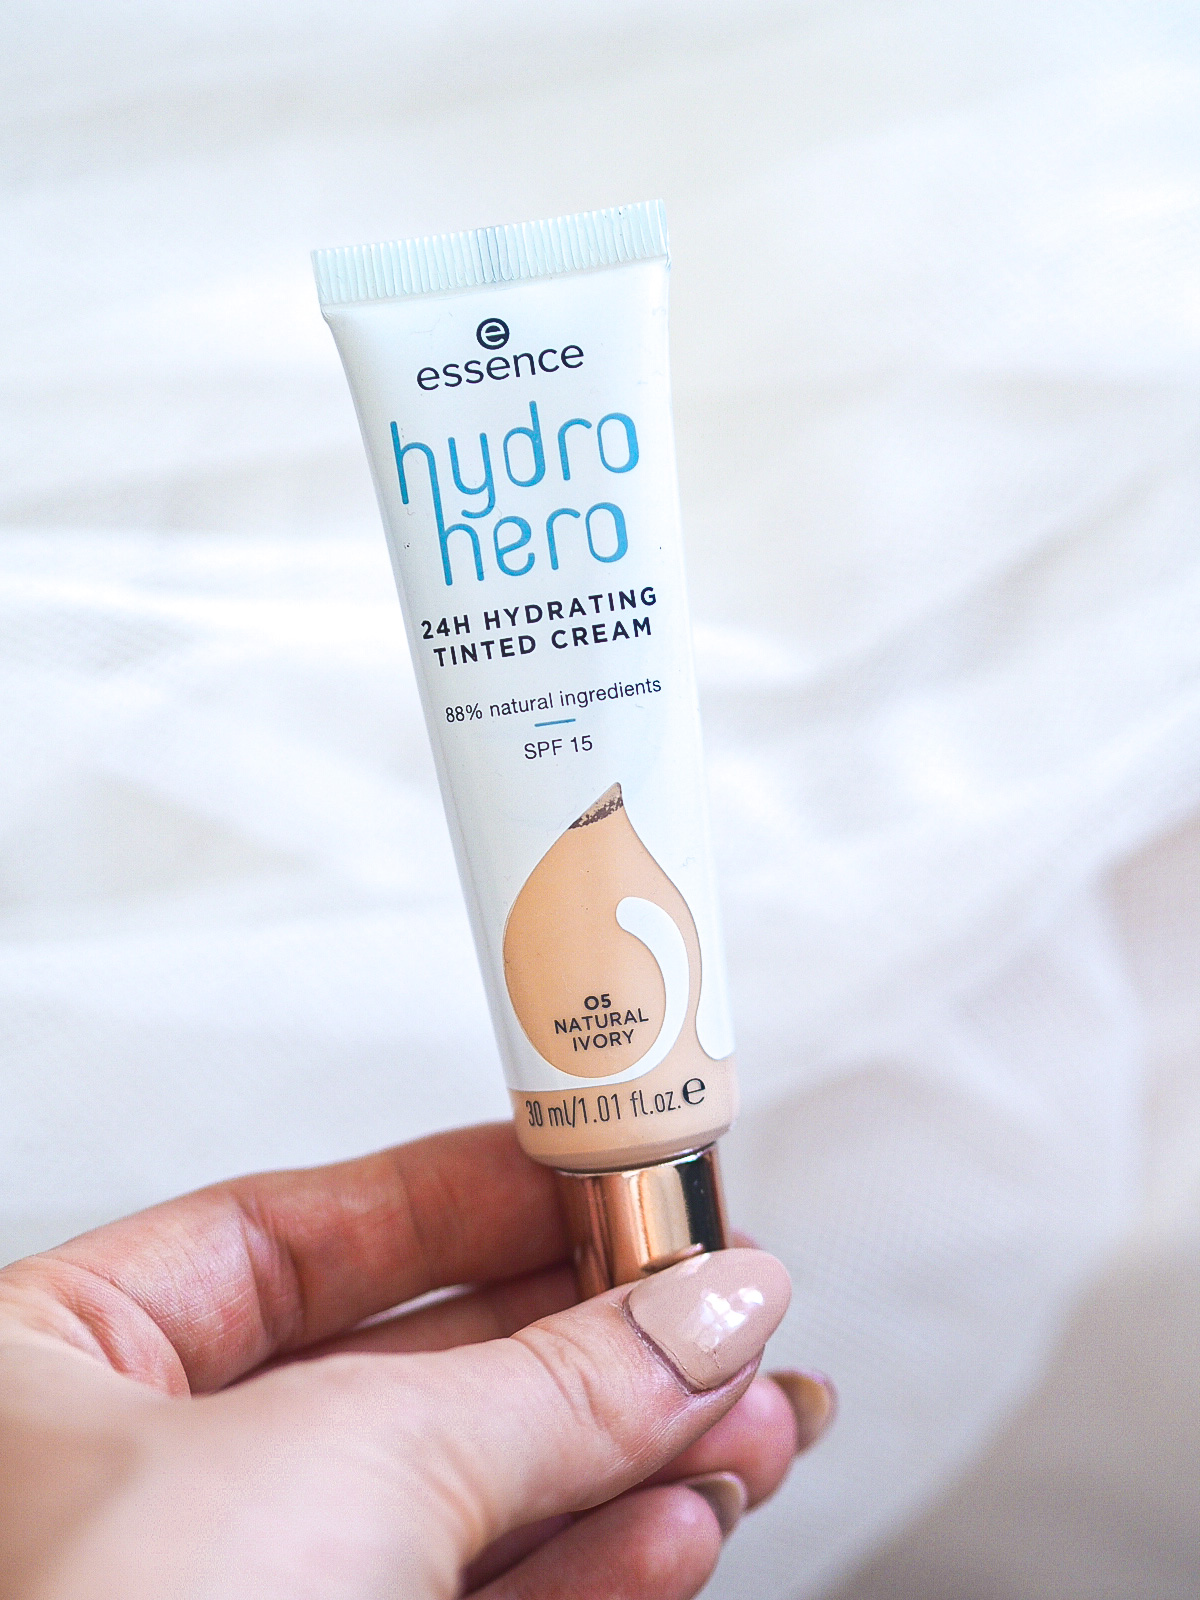 e
essence
hydro
hero
24H HYDRATING
TINTED CREAM
88% natural ingredients
SPF 15
05
NATURAL
IVORY
30 ml/1.01 fl.oz.℮